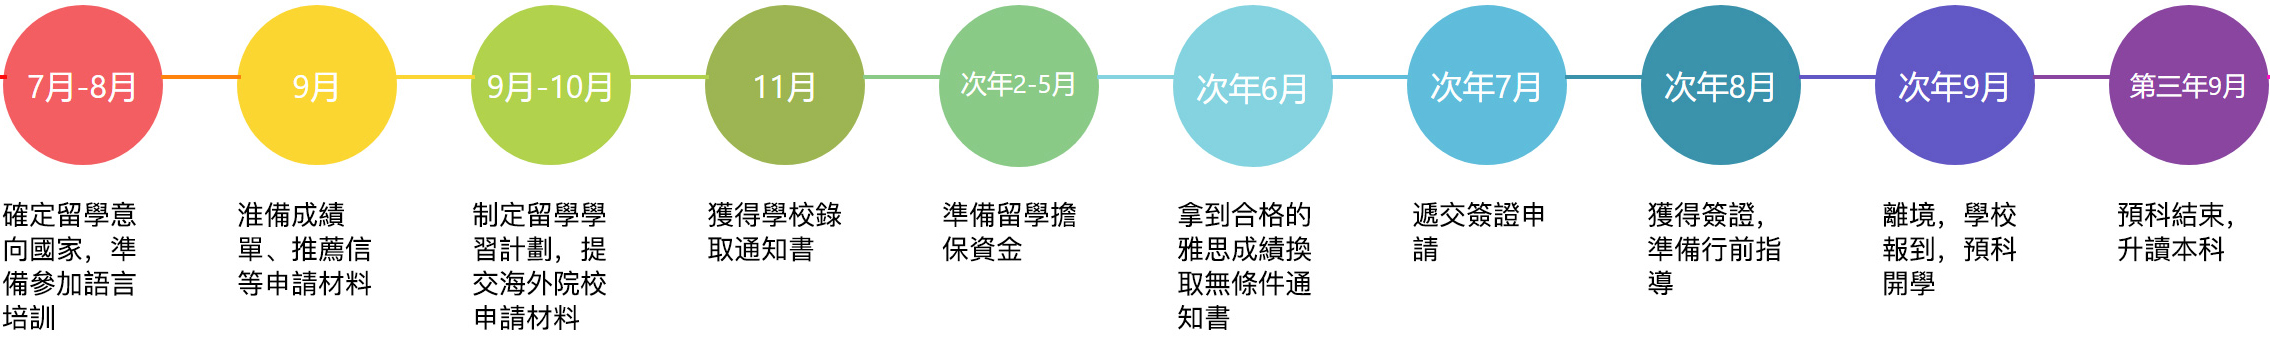 7月-8月
9月
9月-10月
11月
次年2-5月
次年6月
次年7月
次年8月
次年9月
第三年9月
確定留學意
向國家，準
備參加語言
培訓
淮備成績
單、推薦信
等申請材料
制定留學學
習計劃，提
交海外院校
申請材料
獲得學校錄
取通知書
準備留學擔
保資金
拿到合格的
雅思成績換
取無條件通
知書
遞交簽證申
請
獲得簽證，
準備行前指
導
離境，學校
報到，預科
開學
預科結束，
升讀本科